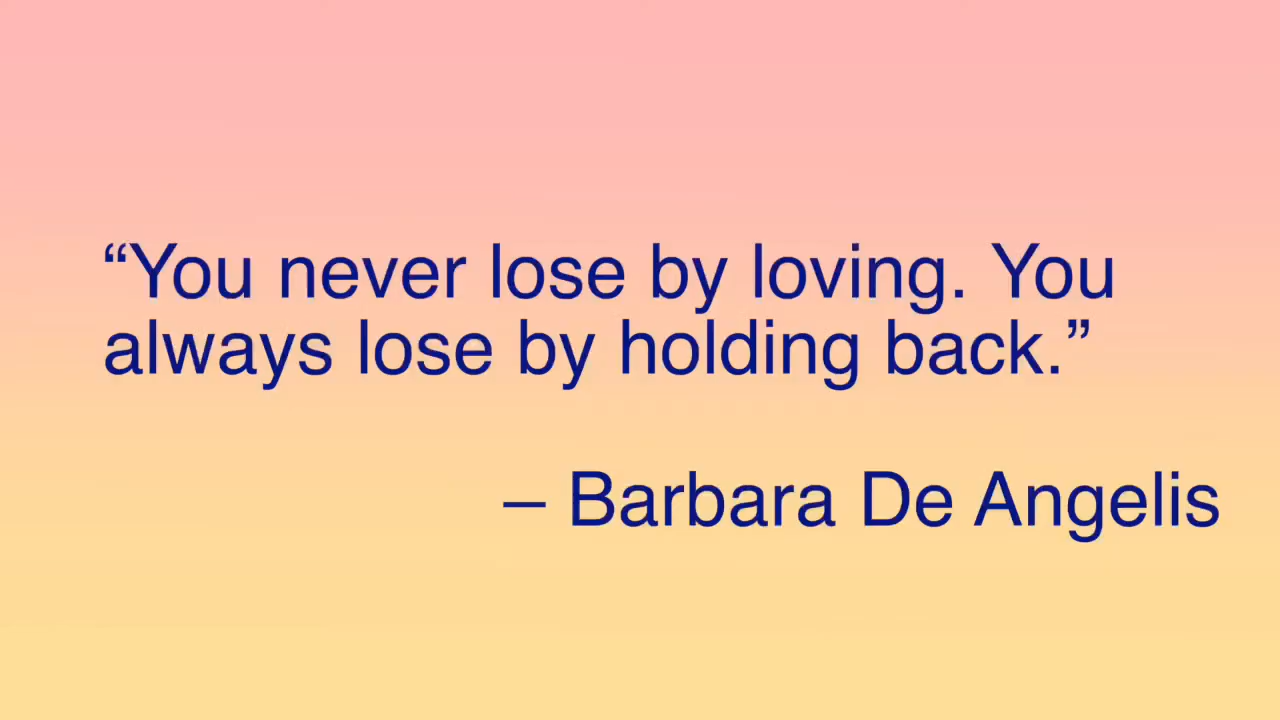 “You never lose by loving. You
always lose by holding back.”
– Barbara De Angelis